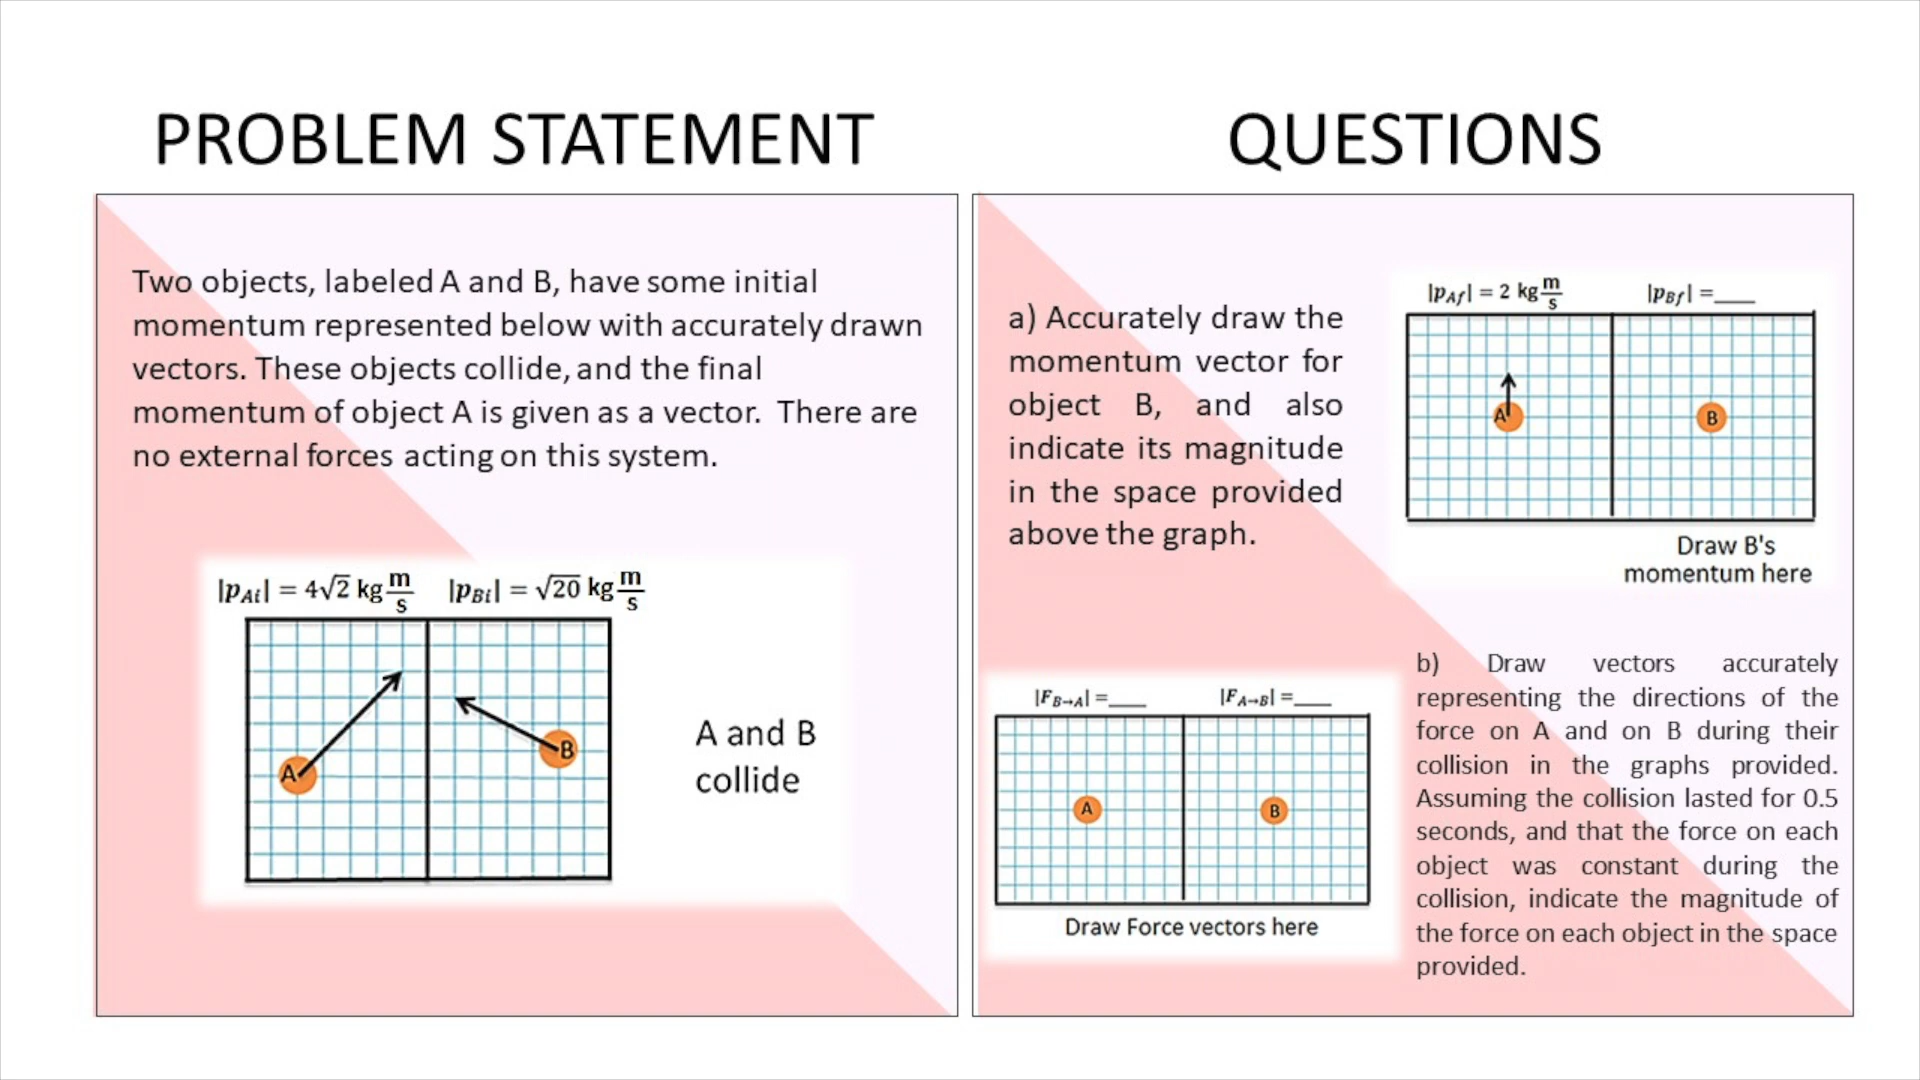 PROBLEM STATEMENT
Two objects, labeled A and B, have some initial
momentum represented below with accurately drawn
vectors. These objects collide, and the final
momentum of object A is given as a vector. There are
no external forces acting on this system.
|p_Ai| = 4√2 kg m/s |p_Bi| = √20 kg m/s
A
B
A and B
collide
QUESTIONS
a) Accurately draw the
momentum vector for
object B, and also
indicate its magnitude
in the space provided
above the graph.
|p_Af| = 2 kg m/s |p_Bf| =____
A
B
Draw B's
momentum here
|F_B→A| =____ |F_A→B| =____
A
B
Draw Force vectors here
b) Draw vectors accurately
representing the directions of the
force on A and on B during their
collision in the graphs provided.
Assuming the collision lasted for 0.5
seconds, and that the force on each
object was constant during the
collision, indicate the magnitude of
the force on each object in the space
provided.